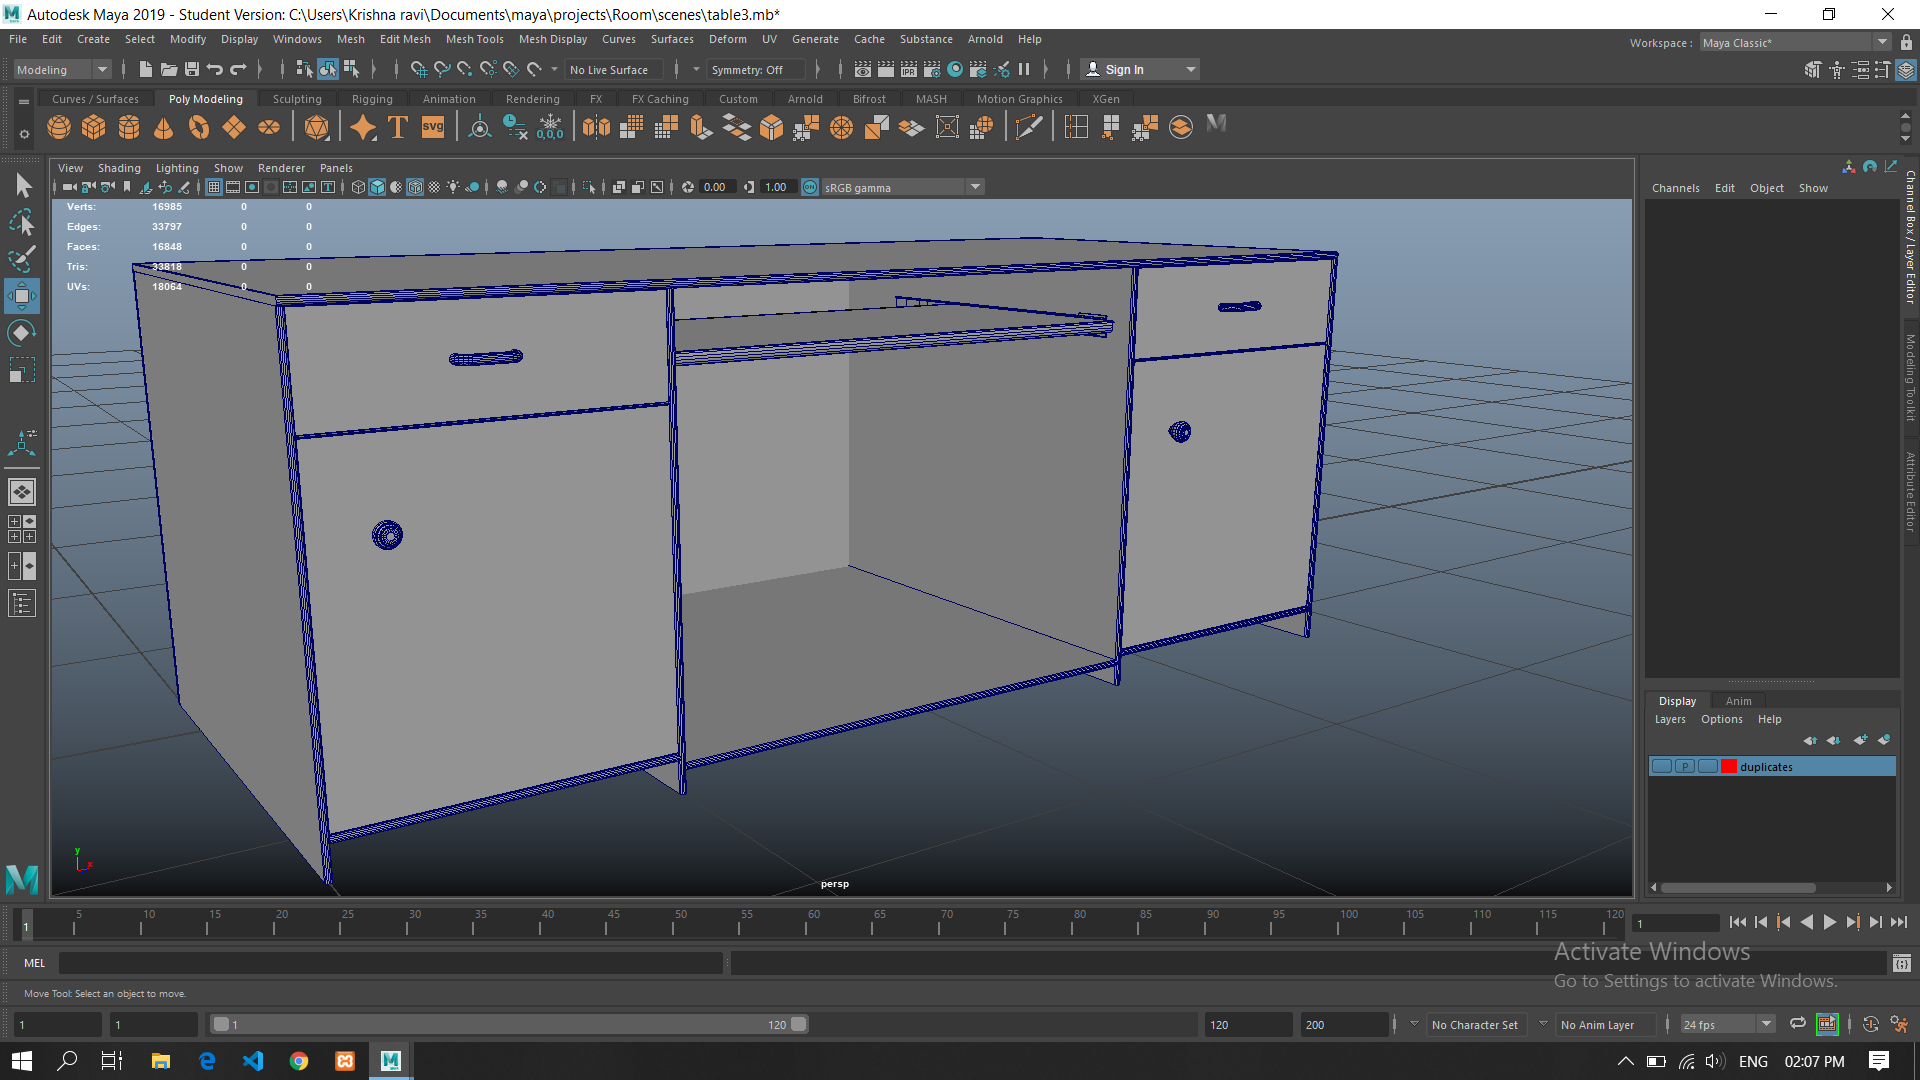 Autodesk Maya 2019 - Student Version: C:\Users\Krishna ravi\Documents\maya\projects\Room\scenes\table3.mb*
File Edit Create Select Modify Display Windows Mesh Edit Mesh Mesh Tools Mesh Display Curves Surfaces Deform UV Generate Cache Substance Arnold Help
Workspace : Maya Classic*
Modeling No Live Surface Symmetry: Off Sign In
Curves / Surfaces Poly Modeling Sculpting Rigging Animation Rendering FX FX Caching Custom Arnold Bifrost MASH Motion Graphics XGen
T SVG 0,0,0 M
View Shading Lighting Show Renderer Panels
0.00 1.00 ON sRGB gamma
Channels Edit Object Show
Verts: 16985 0 0
Edges: 33797 0 0
Faces: 16848 0 0
Tris: 33818 0 0
UVs: 18064 0 0
Channel Box / Layer Editor
Modeling Toolkit
Attribute Editor
Display Anim
Layers Options Help
P duplicates
y
x
persp
5 10 15 20 25 30 35 40 45 50 55 60 65 70 75 80 85 90 95 100 105 110 115 120
1 1
MEL
Activate Windows
Go to Settings to activate Windows.
Move Tool: Select an object to move.
1 1 1 120 120 200 No Character Set No Anim Layer 24 fps
ENG 02:07 PM